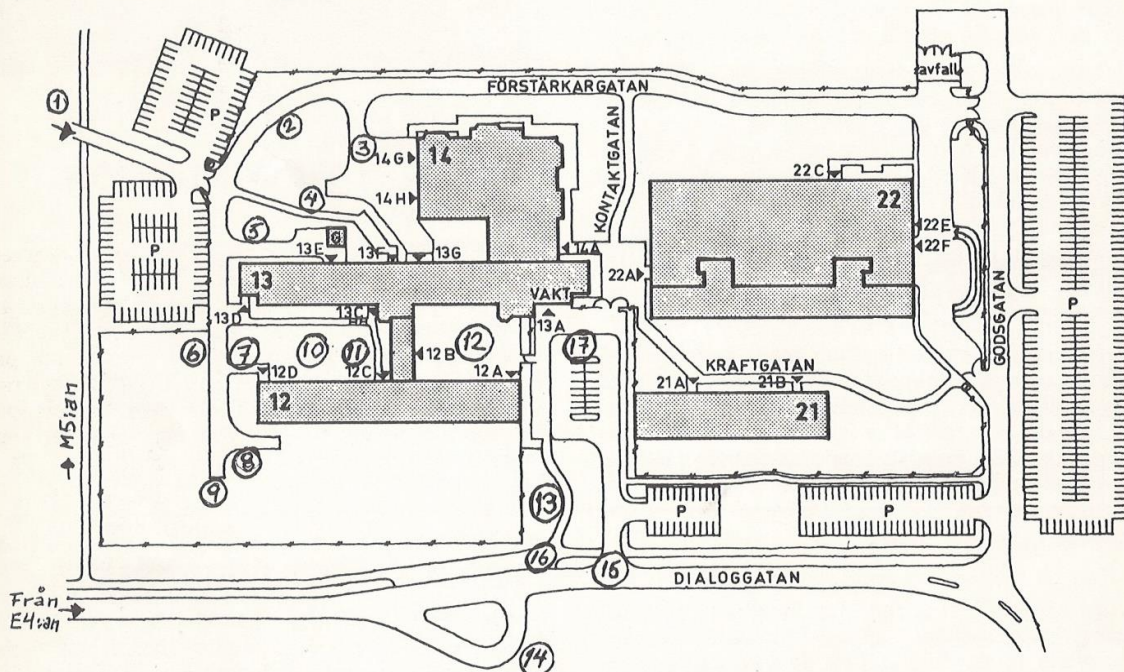 avfall
FÖRSTÄRKARGATAN
①
P
②
③
14G
14
KONTAKTGATAN
22C
④
14H
22
⑤
22E
22F
P
G
13E
13F
13G
14A
22A
13
VAKT
GODSGATAN
P
13D
13C
13A
⑥
⑦
⑩
⑪
12B
⑫
⑰
12D
12C
12A
KRAFTGATAN
21A
21B
12
21
→ M5:an
⑧
⑨
⑬
P
P
⑯
⑮
DIALOGGATAN
Från
E4:an
⑭